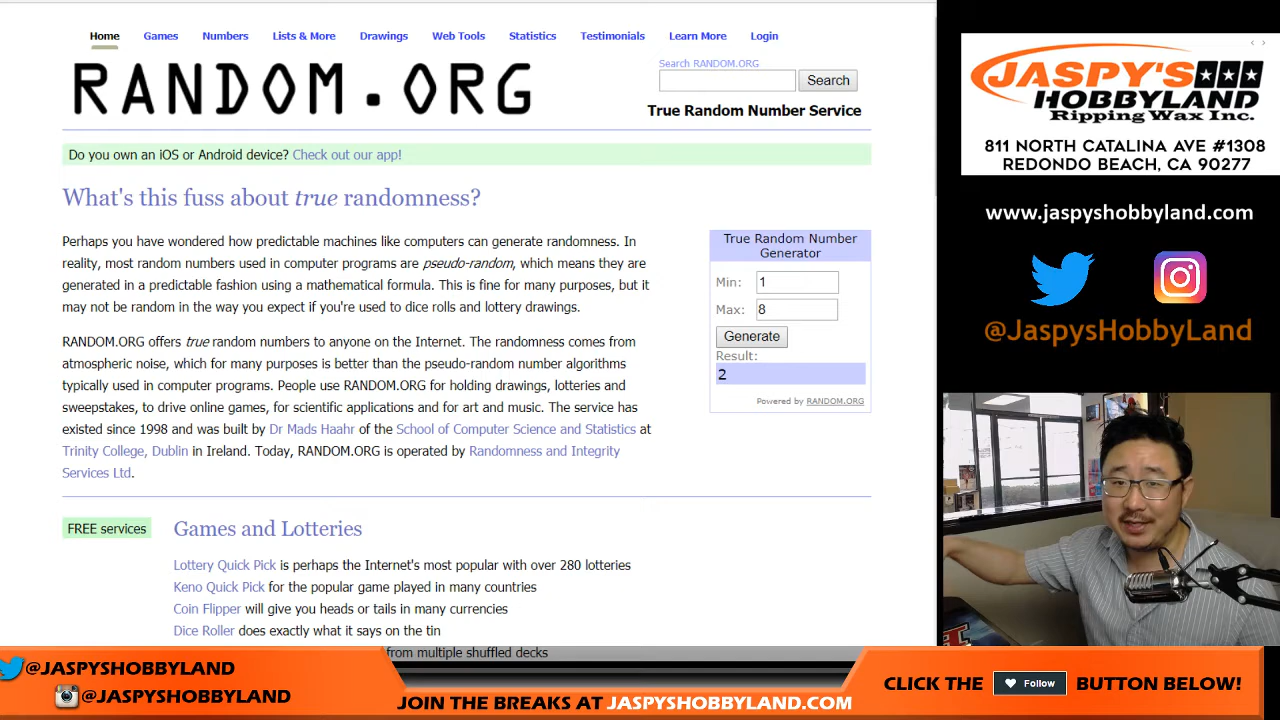 Home Games Numbers Lists & More Drawings Web Tools Statistics Testimonials Learn More Login
RANDOM.ORG
Search RANDOM.ORG
Search
True Random Number Service
Do you own an iOS or Android device? Check out our app!
What's this fuss about true randomness?
Perhaps you have wondered how predictable machines like computers can generate randomness. In
reality, most random numbers used in computer programs are pseudo-random, which means they are
generated in a predictable fashion using a mathematical formula. This is fine for many purposes, but it
may not be random in the way you expect if you're used to dice rolls and lottery drawings.
RANDOM.ORG offers true random numbers to anyone on the Internet. The randomness comes from
atmospheric noise, which for many purposes is better than the pseudo-random number algorithms
typically used in computer programs. People use RANDOM.ORG for holding drawings, lotteries and
sweepstakes, to drive online games, for scientific applications and for art and music. The service has
existed since 1998 and was built by Dr Mads Haahr of the School of Computer Science and Statistics at
Trinity College, Dublin in Ireland. Today, RANDOM.ORG is operated by Randomness and Integrity
Services Ltd.
True Random Number
Generator
Min: 1
Max: 8
Generate
Result:
2
Powered by RANDOM.ORG
FREE services
Games and Lotteries
Lottery Quick Pick is perhaps the Internet's most popular with over 280 lotteries
Keno Quick Pick for the popular game played in many countries
Coin Flipper will give you heads or tails in many currencies
Dice Roller does exactly what it says on the tin
from multiple shuffled decks
JASPY'S
HOBBYLAND
Ripping Wax Inc.
811 NORTH CATALINA AVE #1308
REDONDO BEACH, CA 90277
www.jaspyshobbyland.com
@JaspysHobbyLand
@JASPYSHOBBYLAND
@JASPYSHOBBYLAND
JOIN THE BREAKS AT JASPYSHOBBYLAND.COM
CLICK THE Follow BUTTON BELOW!